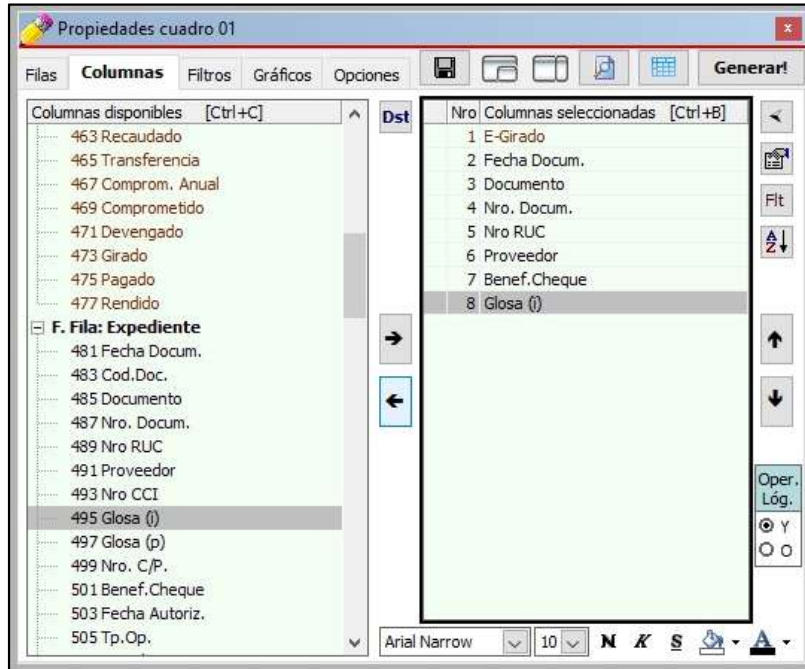 Propiedades cuadro 01
x
Filas Columnas Filtros Gráficos Opciones Generar!
Columnas disponibles [Ctrl+C]
463 Recaudado
465 Transferencia
467 Comprom. Anual
469 Comprometido
471 Devengado
473 Girado
475 Pagado
477 Rendido
F. Fila: Expediente
481 Fecha Docum.
483 Cod.Doc.
485 Documento
487 Nro. Docum.
489 Nro RUC
491 Proveedor
493 Nro CCI
495 Glosa (i)
497 Glosa (p)
499 Nro. C/P.
501 Benef.Cheque
503 Fecha Autoriz.
505 Tp.Op.
Dst
Nro Columnas seleccionadas [Ctrl+B]
1 E-Girado
2 Fecha Docum.
3 Documento
4 Nro. Docum.
5 Nro RUC
6 Proveedor
7 Benef.Cheque
8 Glosa (i)
Flt
A
Z
Oper.
Lóg.
Y
O
Arial Narrow 10 N K S A